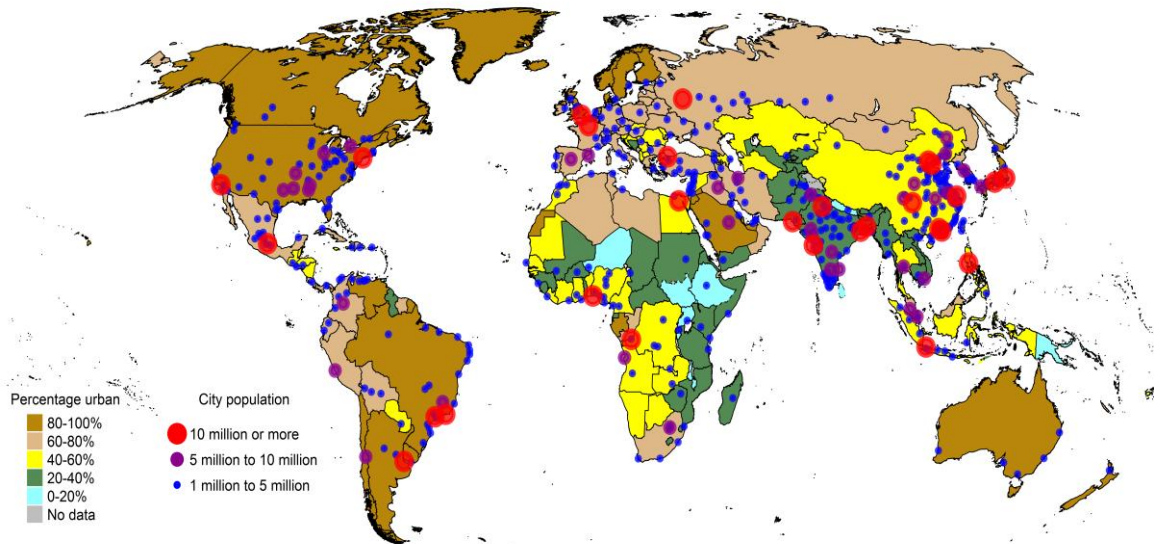 Percentage urban
80-100%
60-80%
40-60%
20-40%
0-20%
No data
City population
10 million or more
5 million to 10 million
1 million to 5 million